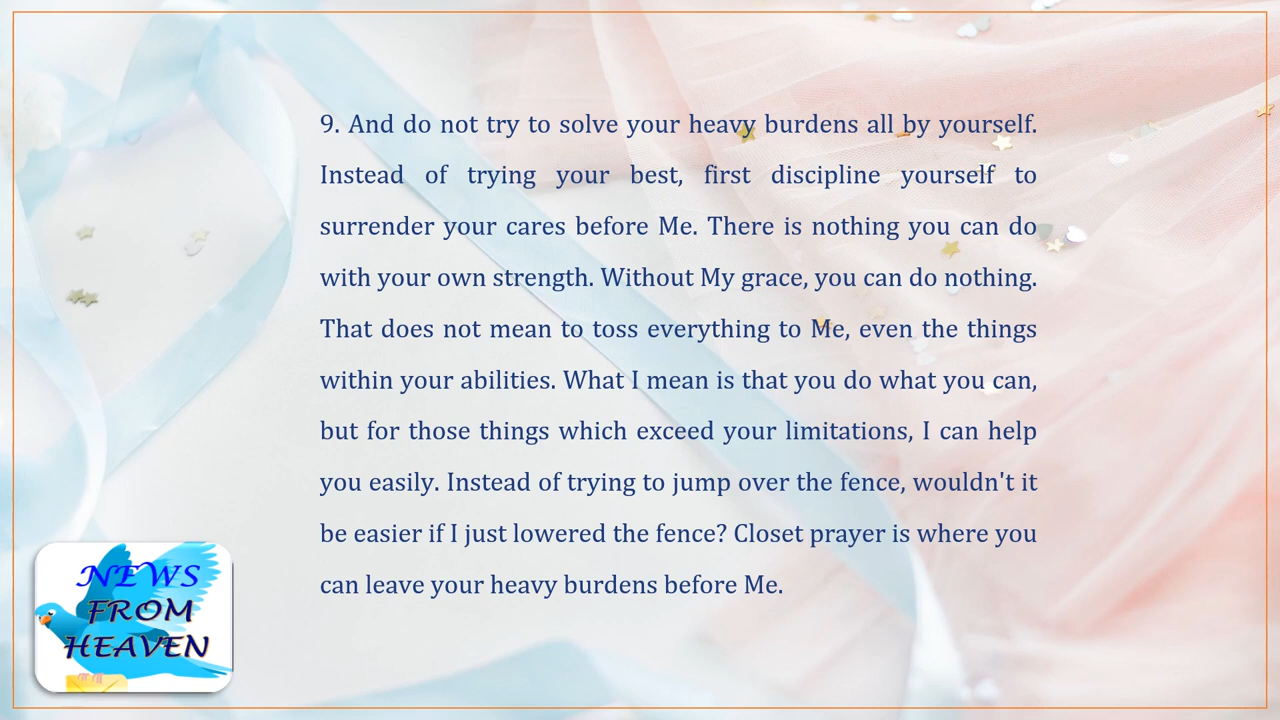 9. And do not try to solve your heavy burdens all by yourself.
Instead of trying your best, first discipline yourself to
surrender your cares before Me. There is nothing you can do
with your own strength. Without My grace, you can do nothing.
That does not mean to toss everything to Me, even the things
within your abilities. What I mean is that you do what you can,
but for those things which exceed your limitations, I can help
you easily. Instead of trying to jump over the fence, wouldn't it
be easier if I just lowered the fence? Closet prayer is where you
can leave your heavy burdens before Me.
NEWS
FROM
HEAVEN